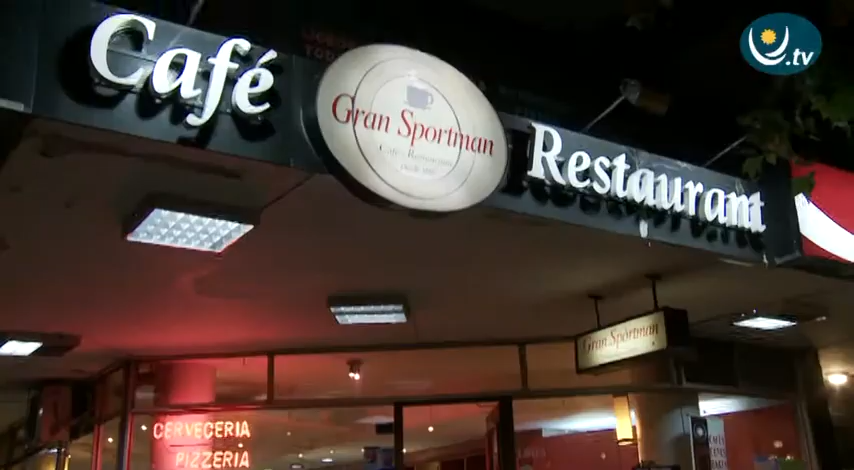 Café
Gran Sportman
Restaurant
.tv
Gran Sportman
CERVECERIA
PIZZERIA